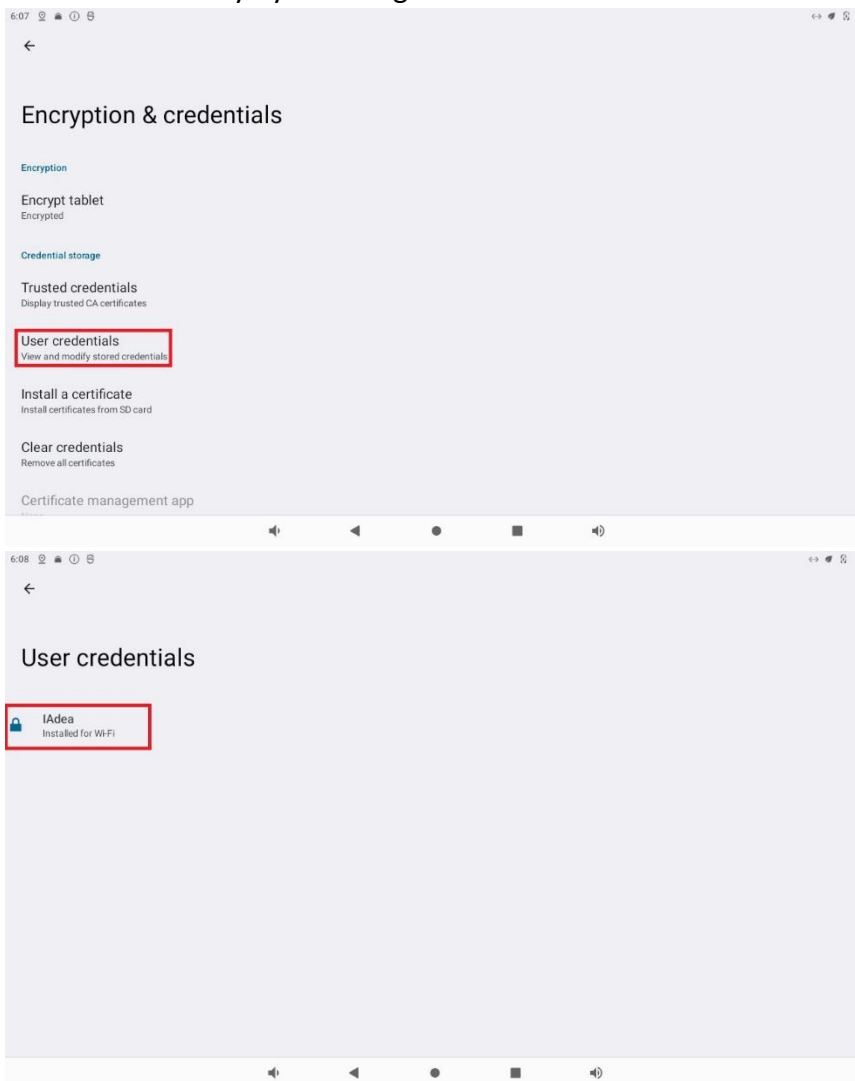 6:07
Encryption & credentials
Encryption
Encrypt tablet
Encrypted
Credential storage
Trusted credentials
Display trusted CA certificates
User credentials
View and modify stored credentials
Install a certificate
Install certificates from SD card
Clear credentials
Remove all certificates
Certificate management app
6:08
User credentials
IAdea
Installed for Wi-Fi